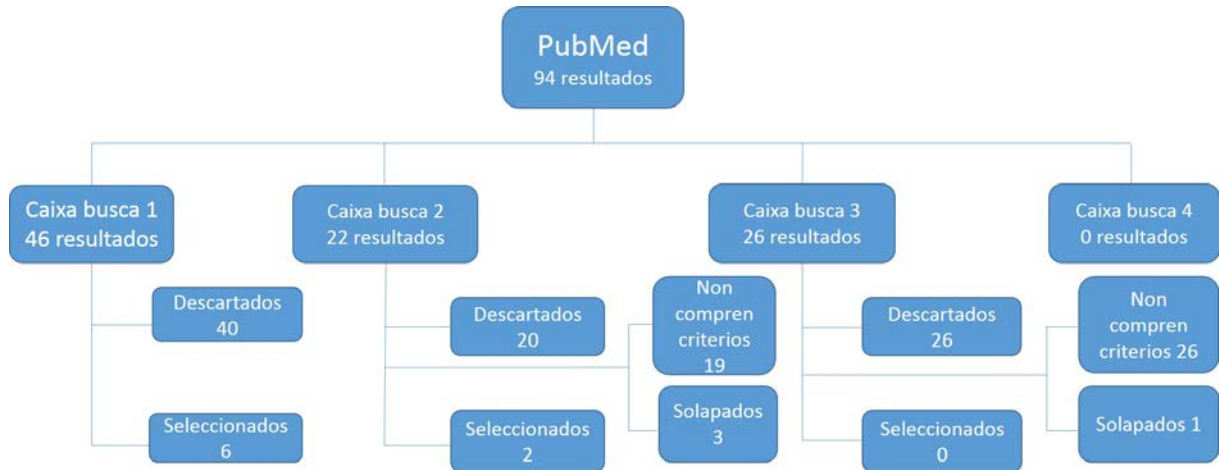 PubMed
94 resultados
Caixa busca 1
46 resultados
Caixa busca 2
22 resultados
Caixa busca 3
26 resultados
Caixa busca 4
0 resultados
Descartados
40
Seleccionados
6
Descartados
20
Non
compren
criterios
19
Seleccionados
2
Solapados
3
Descartados
26
Non
compren
criterios 26
Seleccionados
0
Solapados 1